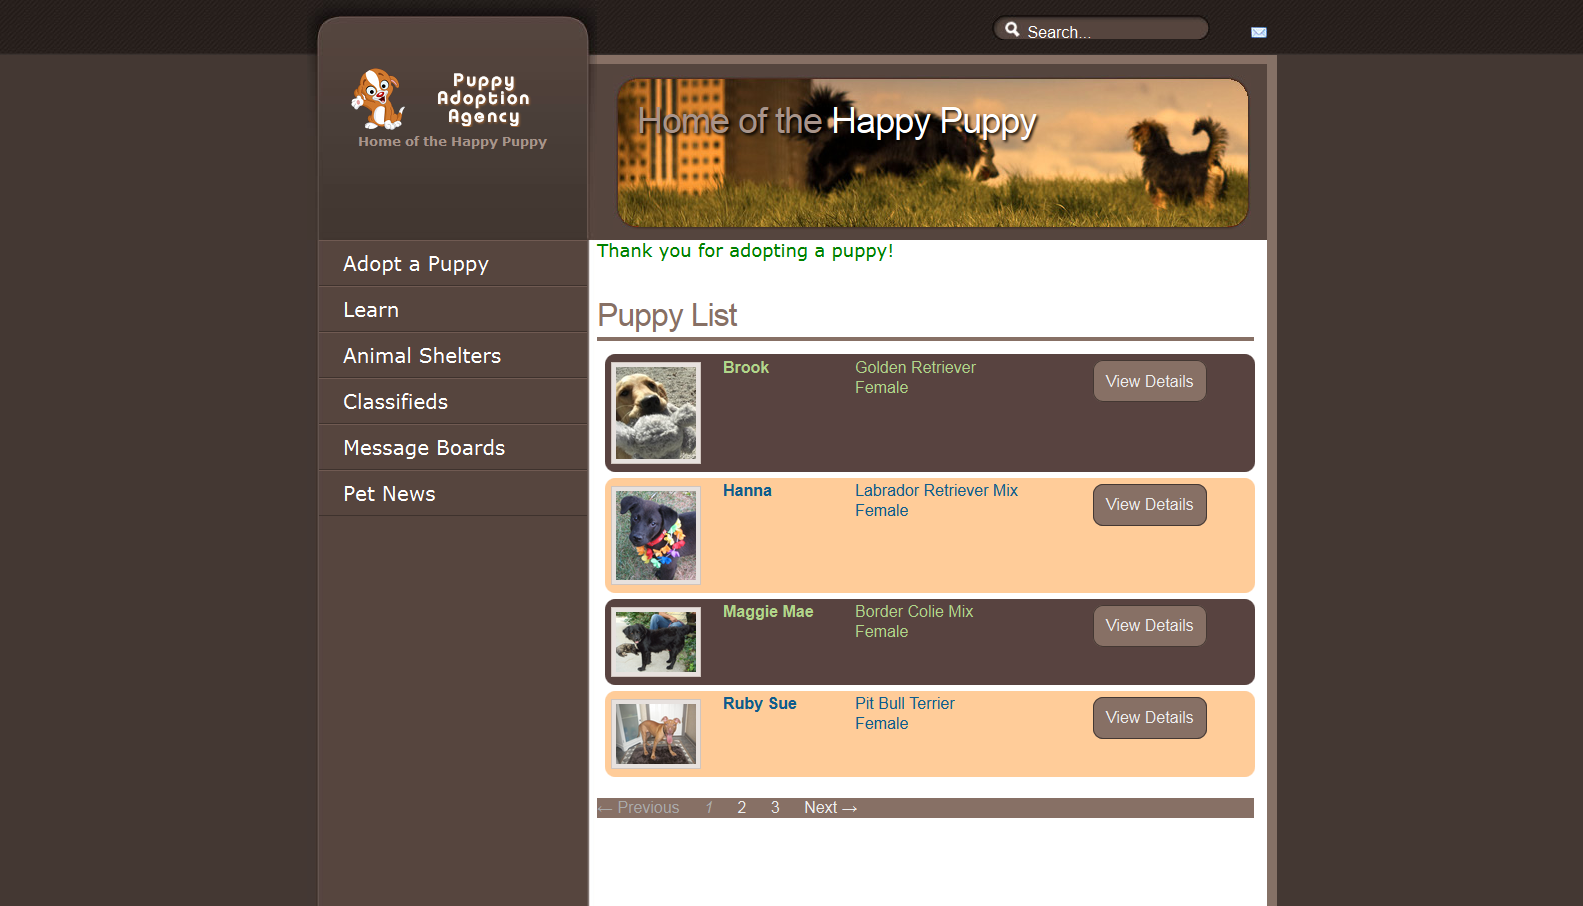 Search...
Puppy
Adoption
Agency
Home of the Happy Puppy
Home of the Happy Puppy
Adopt a Puppy
Learn
Animal Shelters
Classifieds
Message Boards
Pet News
Thank you for adopting a puppy!
Puppy List
Brook Golden Retriever View Details
Female
Hanna Labrador Retriever Mix View Details
Female
Maggie Mae Border Colie Mix View Details
Female
Ruby Sue Pit Bull Terrier View Details
Female
← Previous 1 2 3 Next →